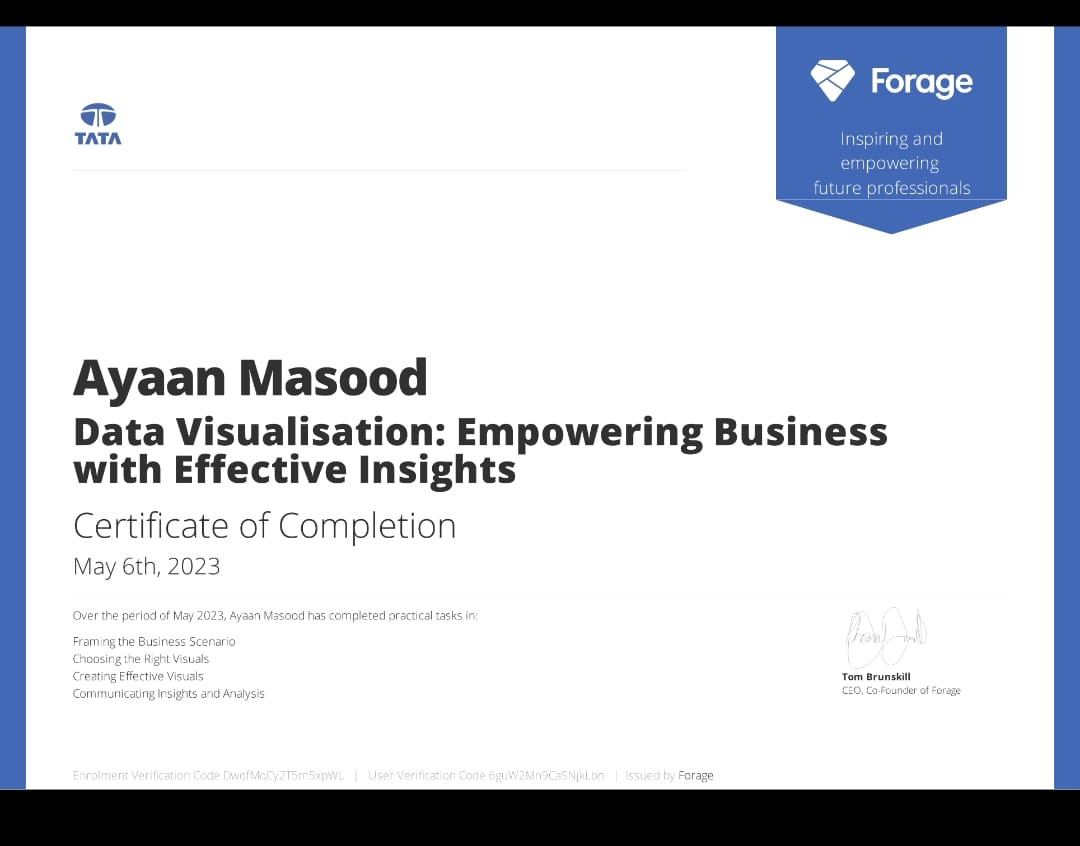 TATA
Forage
Inspiring and
empowering
future professionals
Ayaan Masood
Data Visualisation: Empowering Business
with Effective Insights
Certificate of Completion
May 6th, 2023
Over the period of May 2023, Ayaan Masood has completed practical tasks in:
Framing the Business Scenario
Choosing the Right Visuals
Creating Effective Visuals
Communicating Insights and Analysis
Tom Brunskill
CEO, Co-Founder of Forage
Enrolment Verification Code DwqfMqCy2T5m5xpWL | User Verification Code 6guW2Mn9CaSNjkLbn | Issued by Forage